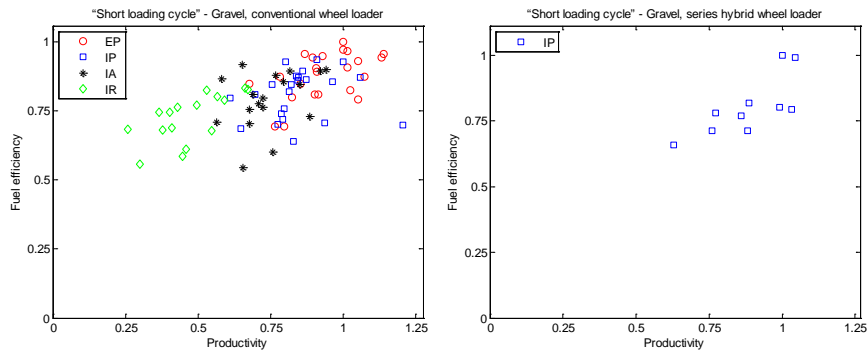 “Short loading cycle” - Gravel, conventional wheel loader
EP
IP
IA
IR
1
0.75
0.5
0.25
0
0
0.25
0.5
0.75
1
1.25
Fuel efficiency
Productivity
“Short loading cycle” - Gravel, series hybrid wheel loader
IP
1
0.75
0.5
0.25
0
0
0.25
0.5
0.75
1
1.25
Fuel efficiency
Productivity